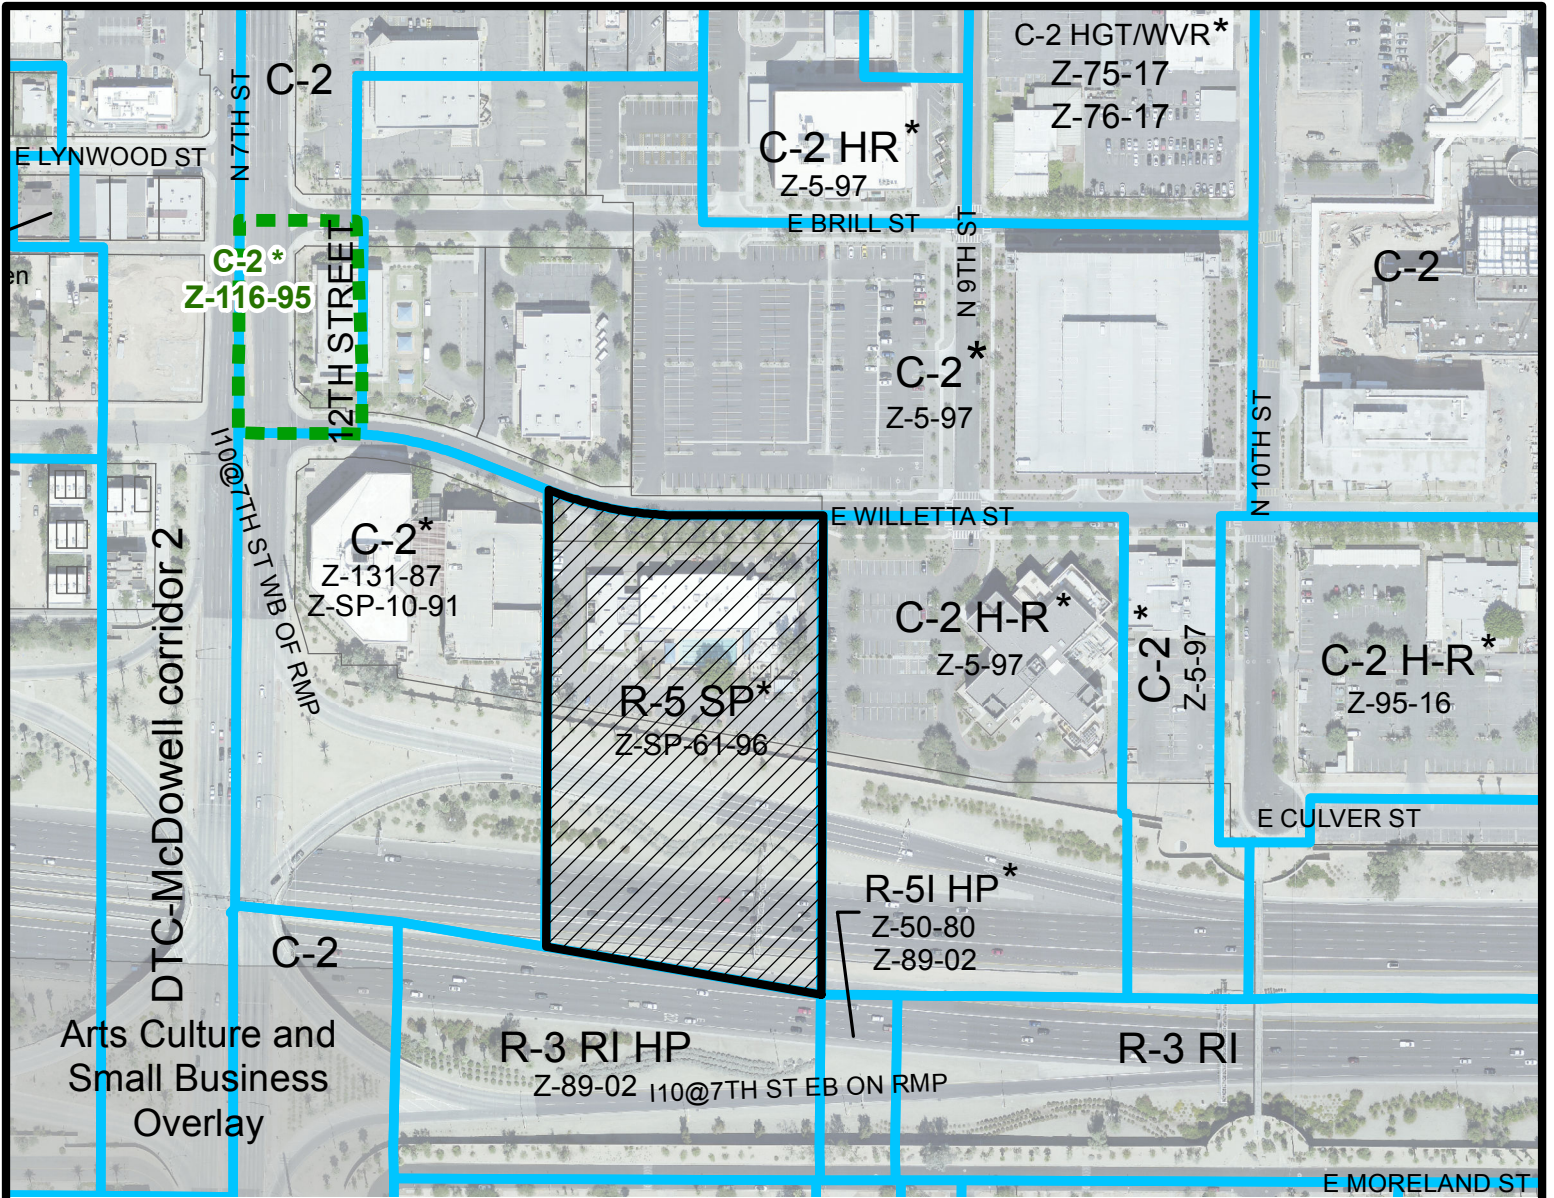 C-2
C-2 HGT/WVR*
Z-75-17
Z-76-17
N 7TH ST
E LYNWOOD ST
C-2 HR*
Z-5-97
E BRILL ST
N 9TH ST
C-2 *
Z-116-95
12TH STREET
en
C-2
C-2*
Z-5-97
N 10TH ST
I10@7TH ST WB OF RMP
E WILLETTA ST
C-2*
Z-131-87
Z-SP-10-91
DTC-McDowell corridor 2
R-5 SP*
Z-SP-61-96
C-2 H-R*
Z-5-97
C-2 *
Z-5-97
C-2 H-R*
Z-95-16
E CULVER ST
R-5I HP*
Z-50-80
Z-89-02
C-2
Arts Culture and
Small Business
Overlay
R-3 RI HP
Z-89-02
I10@7TH ST EB ON RMP
R-3 RI
E MORELAND ST